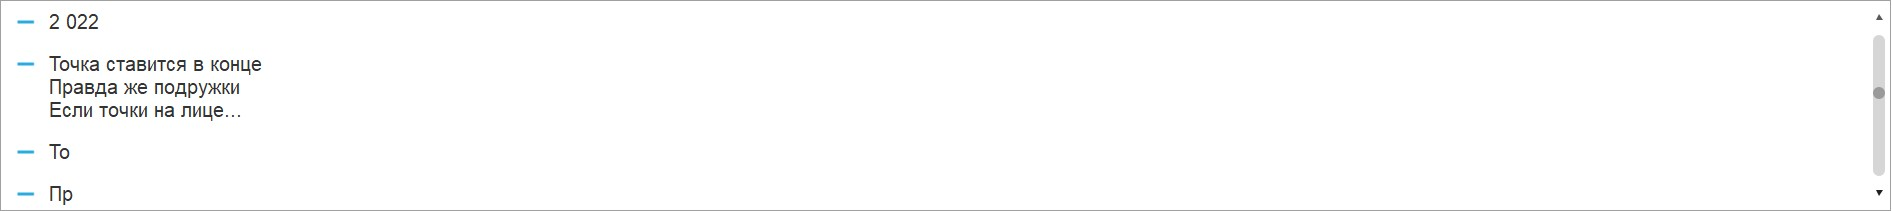 2 022
Точка ставится в конце
Правда же подружки
Если точки на лице…
То
Пр